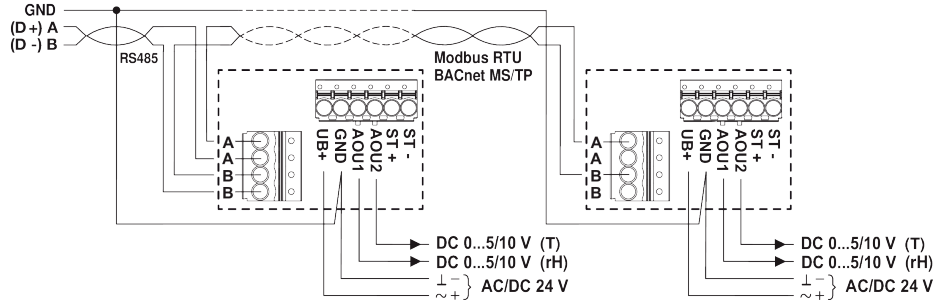 GND
(D+) A
(D-) B
RS485
Modbus RTU
BACnet MS/TP
UB+
GND
AOU1
AOU2
ST +
ST -
A
A
B
B
UB+
GND
AOU1
AOU2
ST +
ST -
A
A
B
B
DC 0...5/10 V (T)
DC 0...5/10 V (rH)
⊥ - } AC/DC 24 V
~ +
DC 0...5/10 V (T)
DC 0...5/10 V (rH)
⊥ - } AC/DC 24 V
~ +